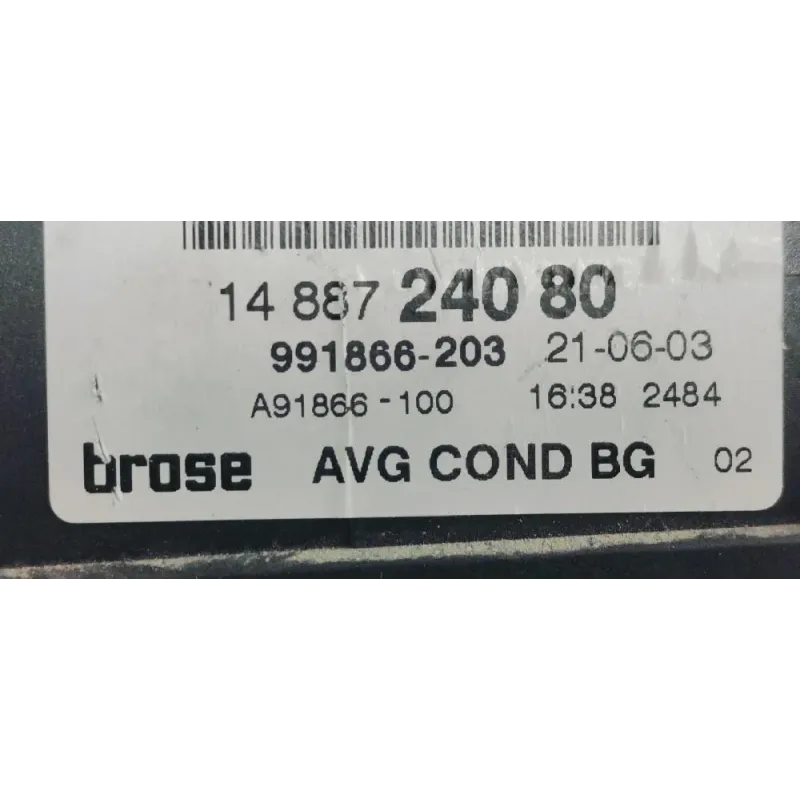 14 887 240 80
991866-203 21-06-03
A91866-100 16:38 2484
brose AVG COND BG 02